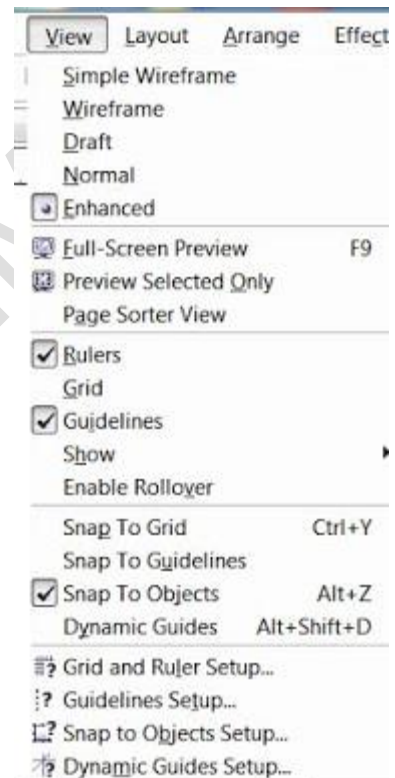 View Layout Arrange Effect
Simple Wireframe
Wireframe
Draft
Normal
Enhanced
Full-Screen Preview F9
Preview Selected Only
Page Sorter View
Rulers
Grid
Guidelines
Show
Enable Rollover
Snap To Grid Ctrl+Y
Snap To Guidelines
Snap To Objects Alt+Z
Dynamic Guides Alt+Shift+D
Grid and Ruler Setup...
Guidelines Setup...
Snap to Objects Setup...
Dynamic Guides Setup...